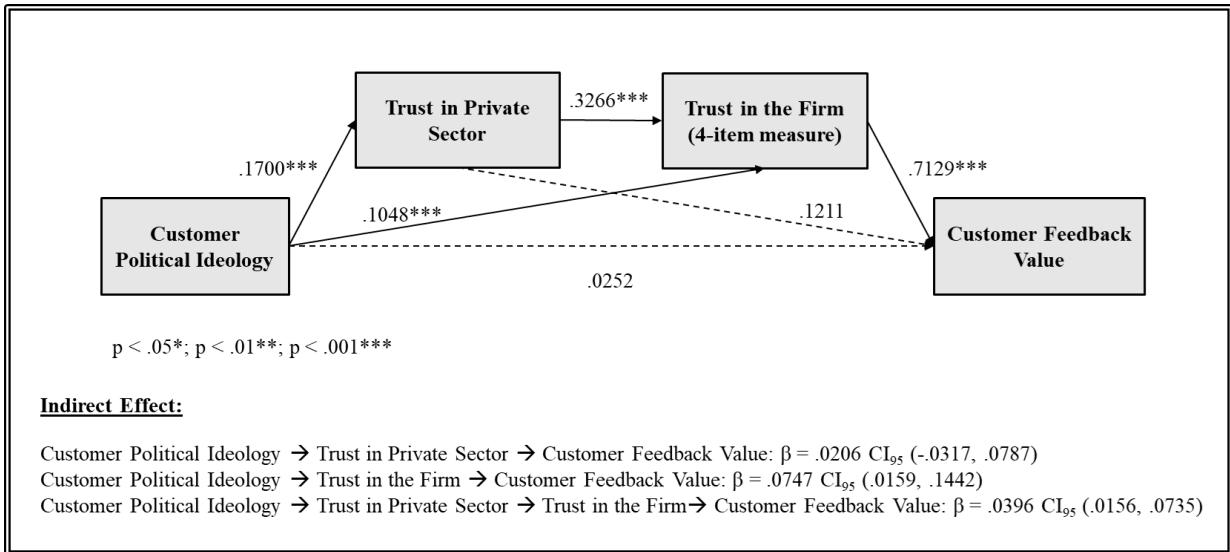 Trust in Private
Sector
.3266***
Trust in the Firm
(4-item measure)
.1700***
.7129***
.1048***
.1211
Customer
Political Ideology
Customer Feedback
Value
.0252
p < .05*; p < .01**; p < .001***
Indirect Effect:
Customer Political Ideology → Trust in Private Sector → Customer Feedback Value: β = .0206 CI₉₅ (-.0317, .0787)
Customer Political Ideology → Trust in the Firm → Customer Feedback Value: β = .0747 CI₉₅ (.0159, .1442)
Customer Political Ideology → Trust in Private Sector → Trust in the Firm→ Customer Feedback Value: β = .0396 CI₉₅ (.0156, .0735)